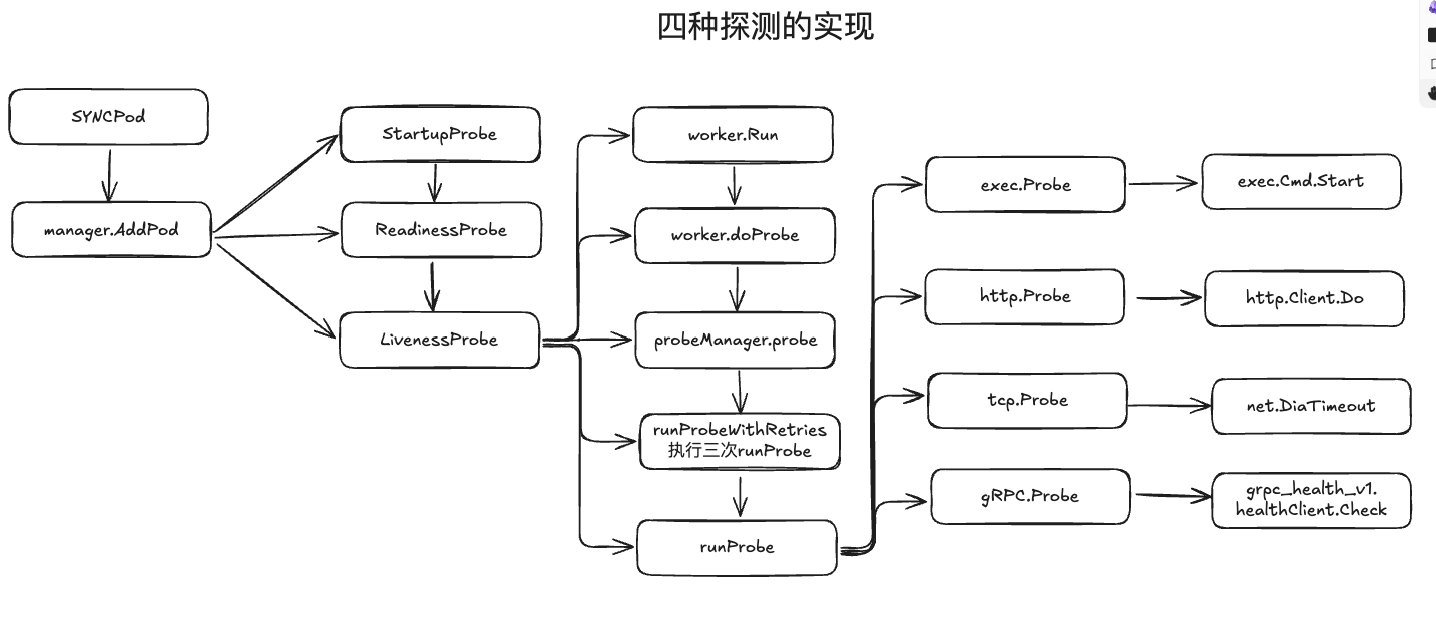 四种探测的实现
SYNCPod
manager.AddPod
StartupProbe
ReadinessProbe
LivenessProbe
worker.Run
worker.doProbe
probeManager.probe
runProbeWithRetries
执行三次runProbe
runProbe
exec.Probe
http.Probe
tcp.Probe
gRPC.Probe
exec.Cmd.Start
http.Client.Do
net.DiaTimeout
grpc_health_v1.
healthClient.Check